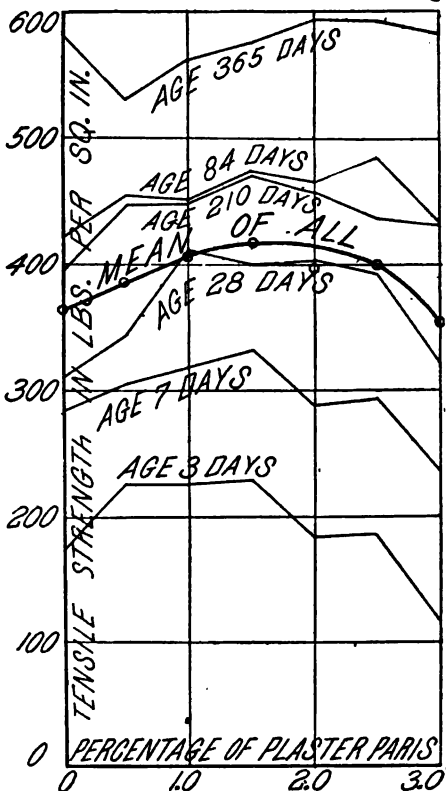 600
500
400
300
200
100
0
TENSILE STRENGTH IN LBS. PER SQ. IN.
AGE 365 DAYS
AGE 84 DAYS
AGE 210 DAYS
MEAN OF ALL
AGE 28 DAYS
AGE 7 DAYS
AGE 3 DAYS
PERCENTAGE OF PLASTER PARIS
0 1.0 2.0 3.0